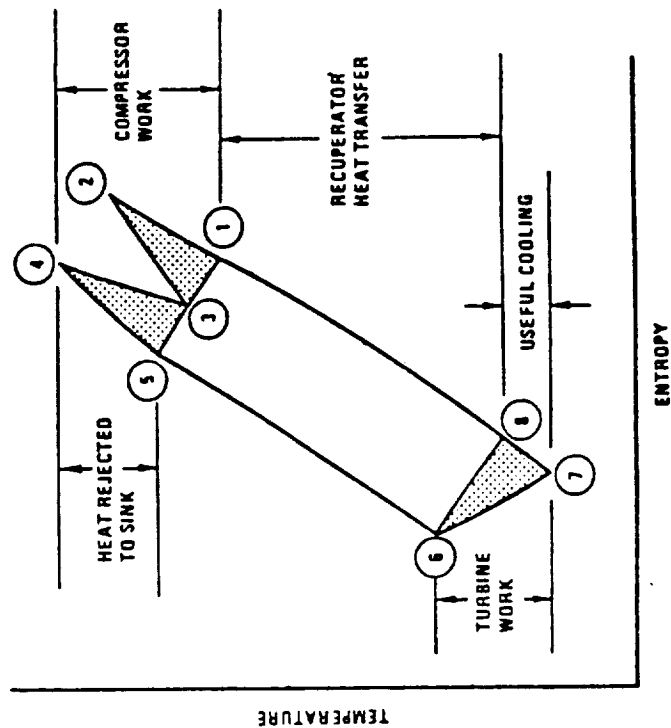 COMPRESSOR
WORK
RECUPERATOR
HEAT TRANSFER
USEFUL COOLING
HEAT REJECTED
TO SINK
TURBINE
WORK
1
2
3
4
5
6
7
8
TEMPERATURE
ENTROPY